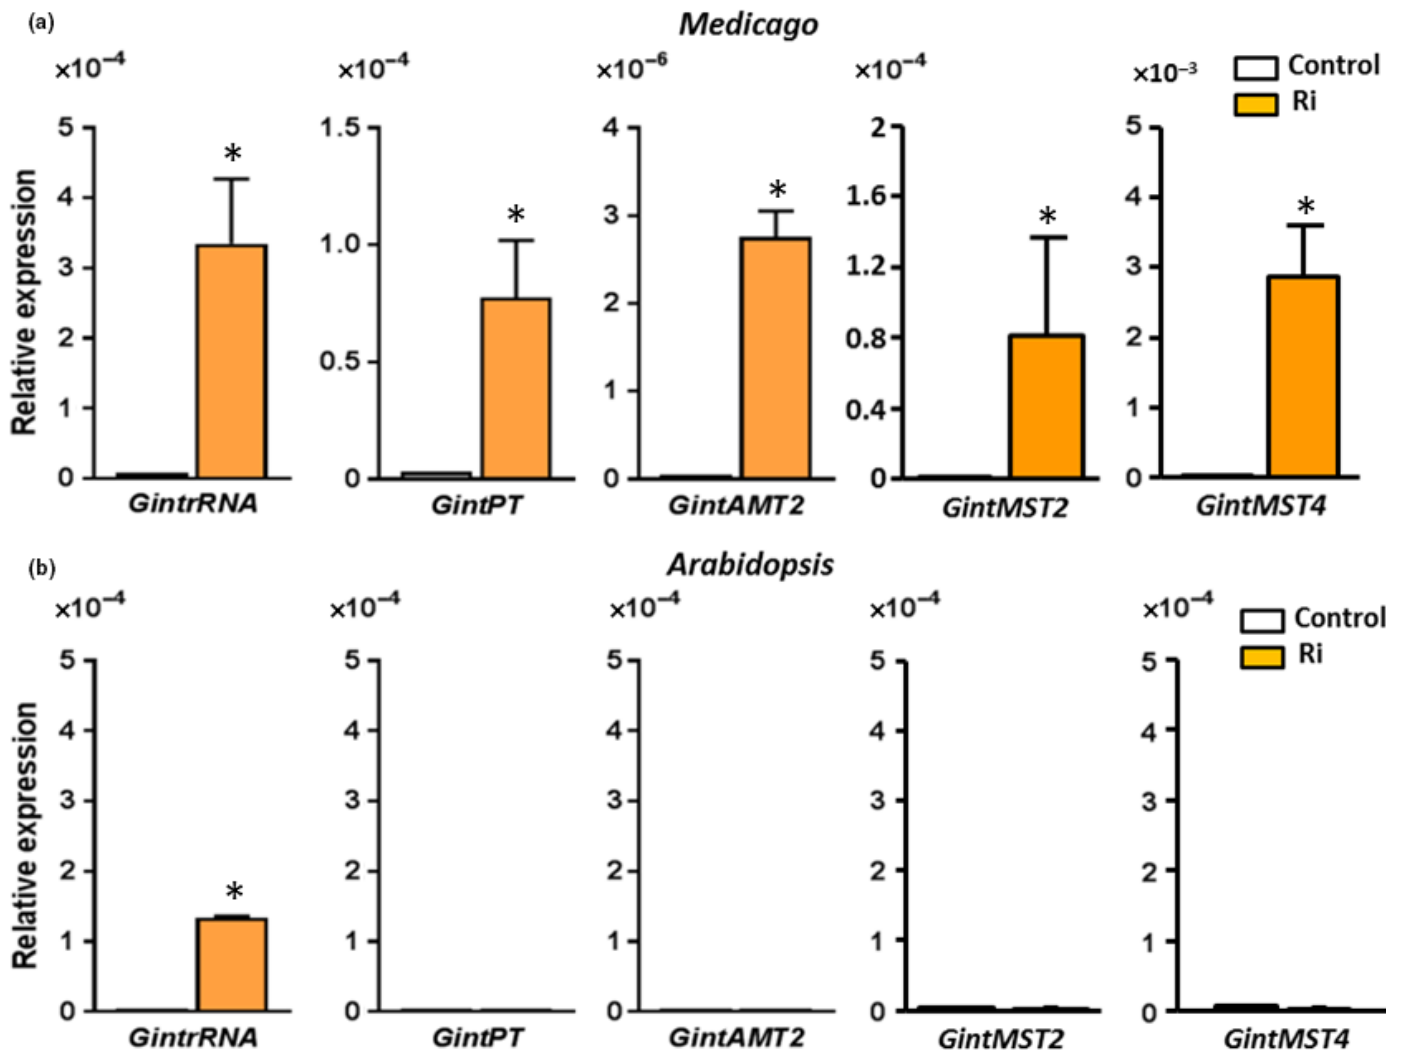 (a) Medicago
×10⁻⁴ ×10⁻⁴ ×10⁻⁶ ×10⁻⁴ ×10⁻³
Control
Ri
Relative expression
5 4 3 2 1 0
1.5 1.0 0.5 0
4 3 2 1 0
2 1.6 1.2 0.8 0.4 0
5 4 3 2 1 0
* * * * *
GintrRNA GintPT GintAMT2 GintMST2 GintMST4
(b) Arabidopsis
×10⁻⁴ ×10⁻⁴ ×10⁻⁴ ×10⁻⁴ ×10⁻⁴
Control
Ri
Relative expression
5 4 3 2 1 0
5 4 3 2 1 0
5 4 3 2 1 0
5 4 3 2 1 0
5 4 3 2 1 0
*
GintrRNA GintPT GintAMT2 GintMST2 GintMST4